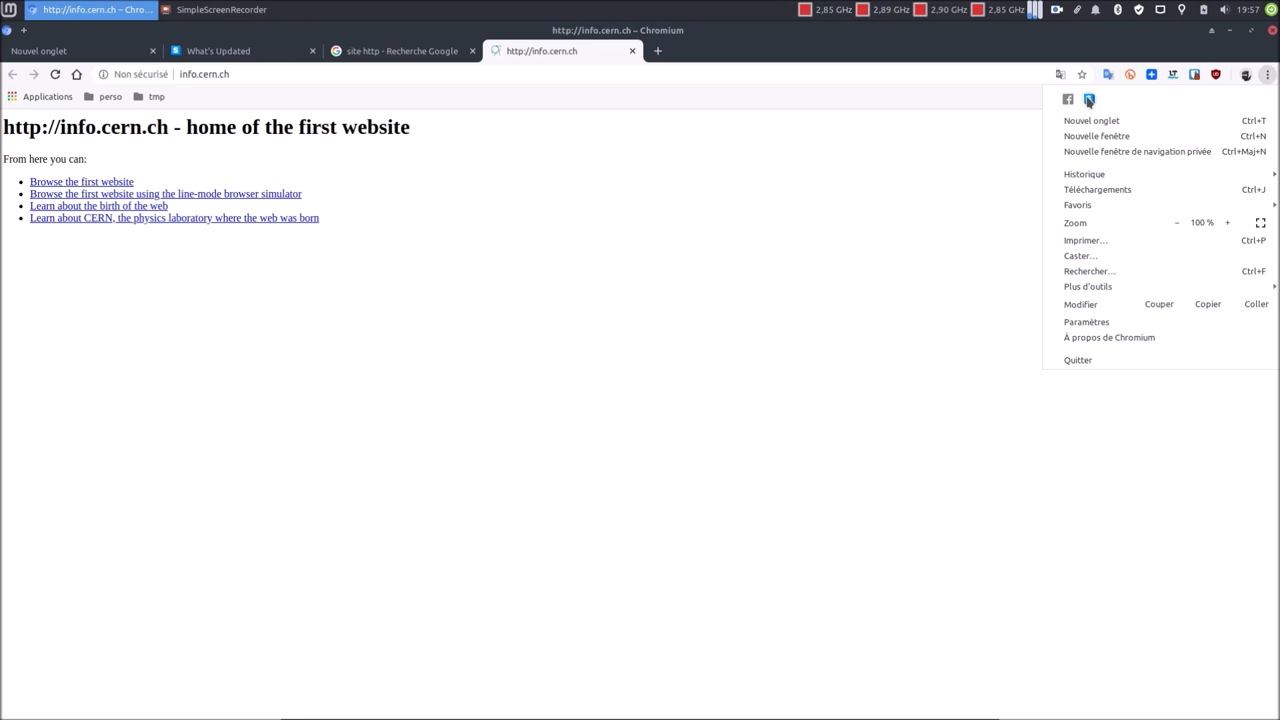 http://info.cern.ch – Chro...
SimpleScreenRecorder
2,85 GHz
2,89 GHz
2,90 GHz
2,85 GHz
19:57
http://info.cern.ch – Chromium
Nouvel onglet
What's Updated
site http - Recherche Google
http://info.cern.ch
Non sécurisé
info.cern.ch
LT
Applications
perso
tmp
http://info.cern.ch - home of the first website
From here you can:
Browse the first website
Browse the first website using the line-mode browser simulator
Learn about the birth of the web
Learn about CERN, the physics laboratory where the web was born
Nouvel onglet Ctrl+T
Nouvelle fenêtre Ctrl+N
Nouvelle fenêtre de navigation privée Ctrl+Maj+N
Historique
Téléchargements Ctrl+J
Favoris
Zoom − 100 % +
Imprimer... Ctrl+P
Caster...
Rechercher... Ctrl+F
Plus d'outils
Modifier Couper Copier Coller
Paramètres
À propos de Chromium
Quitter